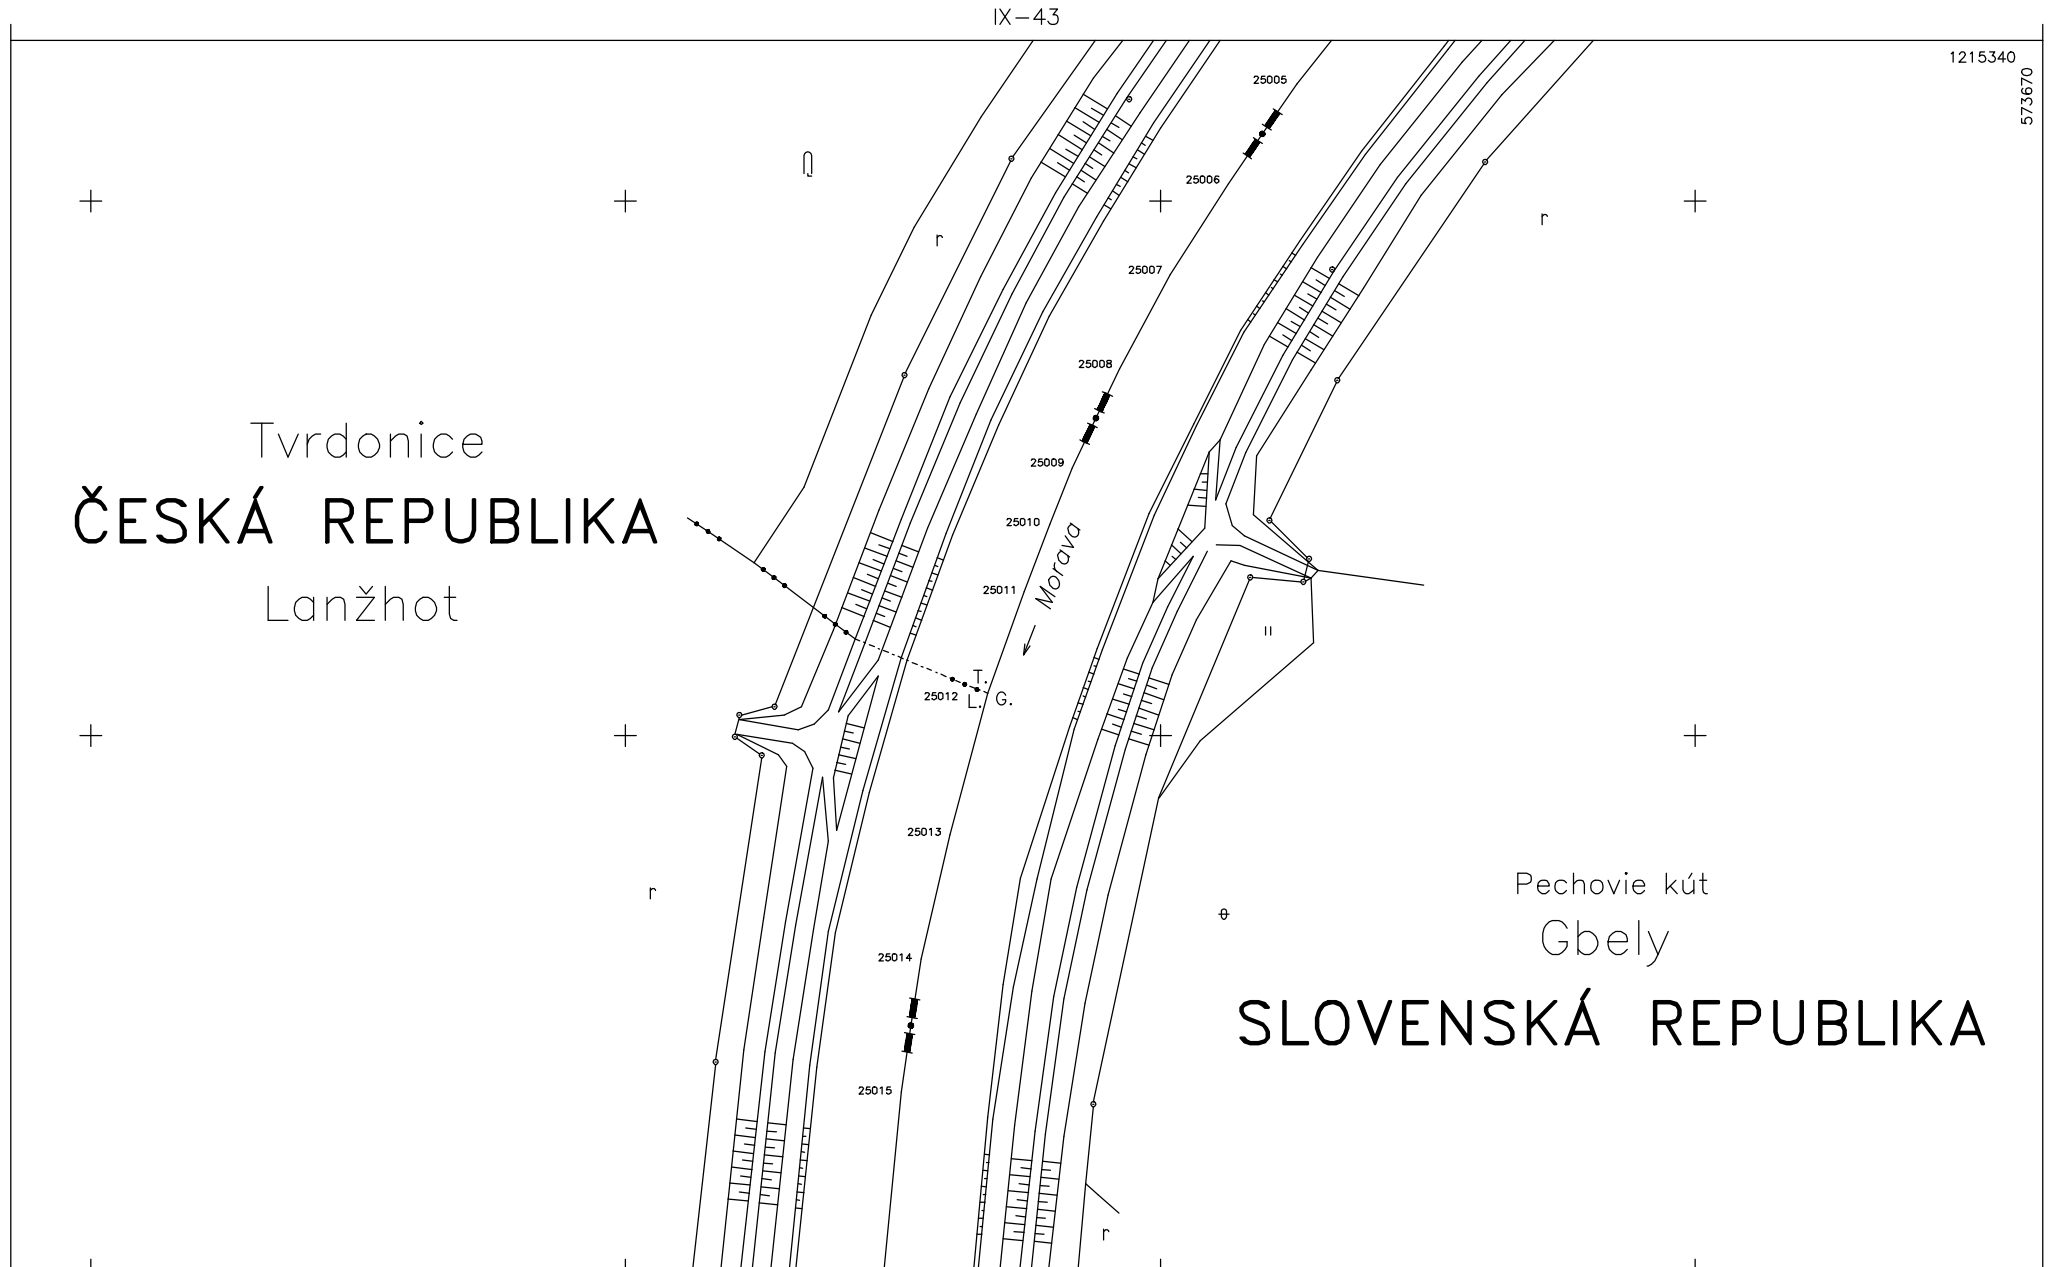 IX-43
1215340
573670
25005
25006
r
r
25007
25008
Tvrdonice
25009
ČESKÁ REPUBLIKA
25010
Morava
25011
Lanžhot
T.
25012
L. G.
25013
r
Pechovie kút
Gbely
25014
SLOVENSKÁ REPUBLIKA
25015
r